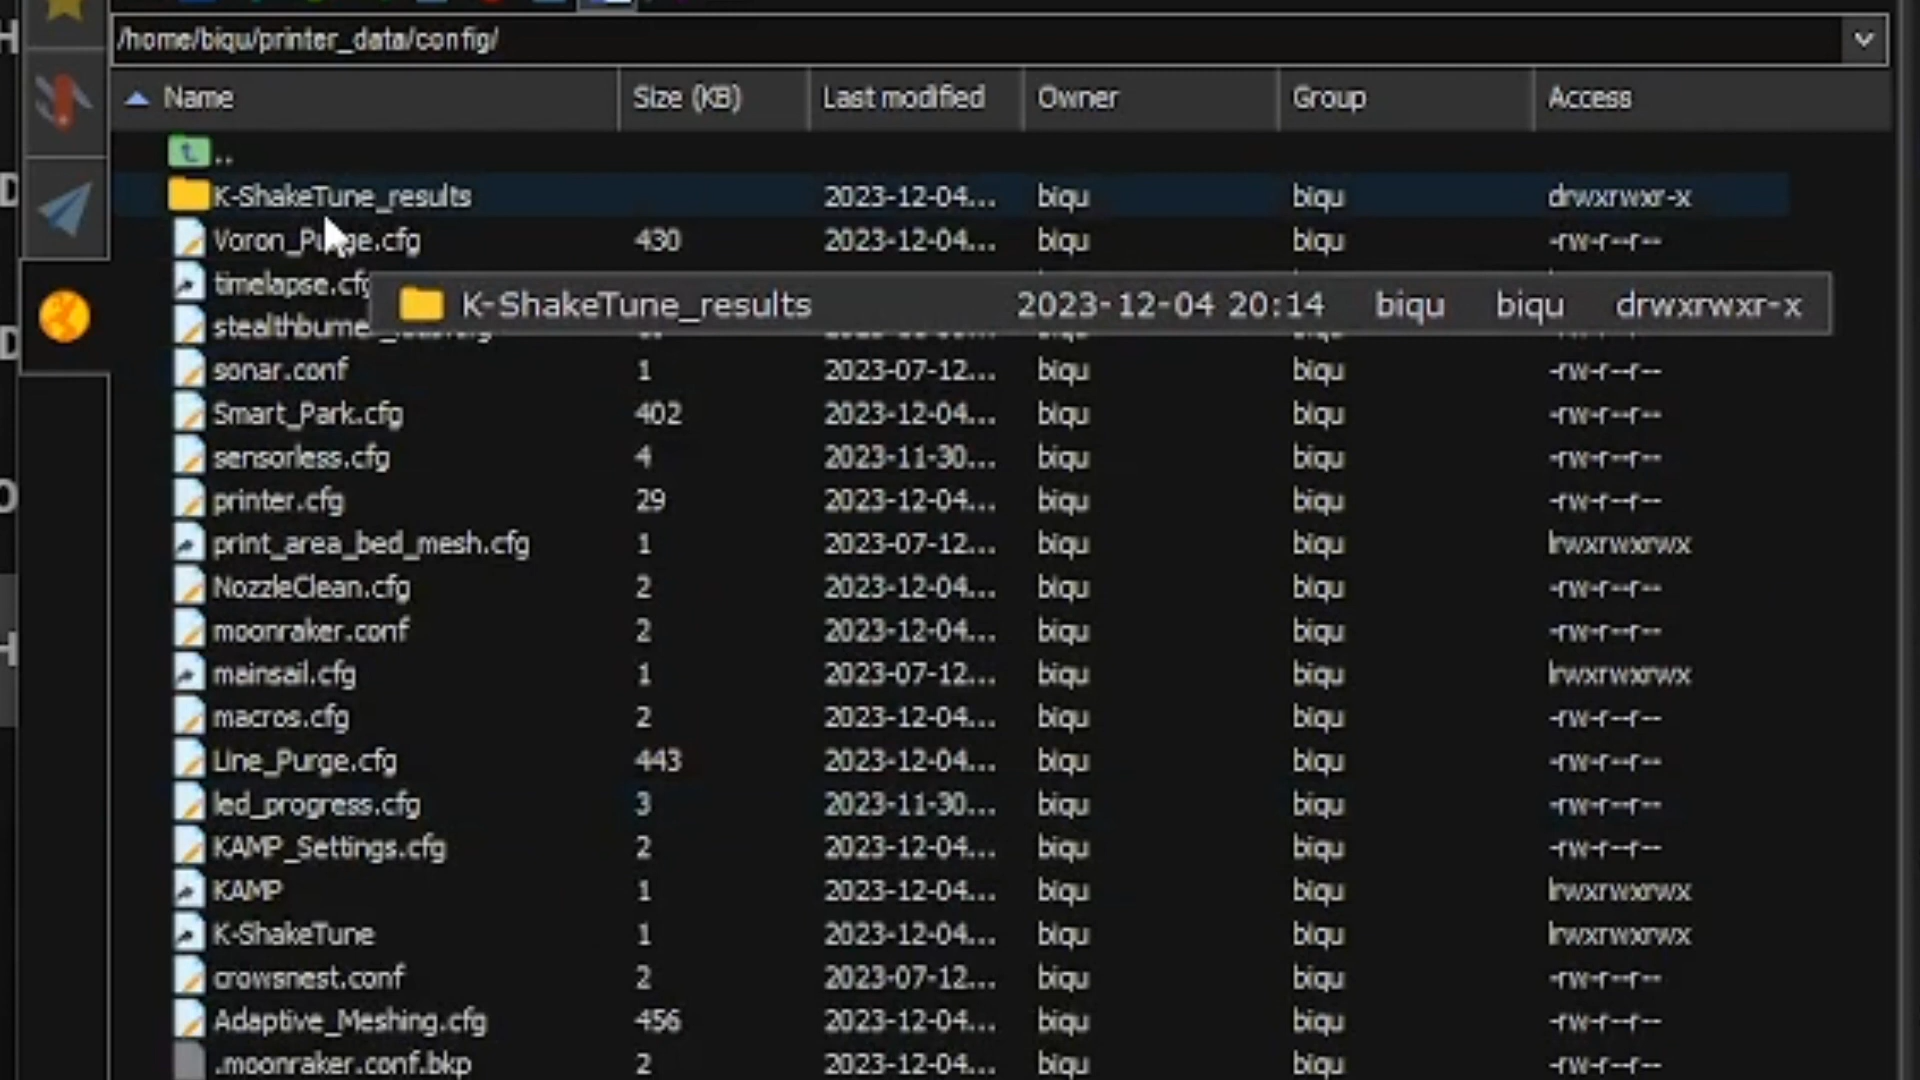 /home/biqu/printer_data/config/
Name Size (KB) Last modified Owner Group Access
..
K-ShakeTune_results 2023-12-04... biqu biqu drwxrwxr-x
Voron_Purge.cfg 430 2023-12-04... biqu biqu -rw-r--r--
timelapse.cfg
K-ShakeTune_results 2023-12-04 20:14 biqu biqu drwxrwxr-x
sonar.conf 1 2023-07-12... biqu biqu -rw-r--r--
Smart_Park.cfg 402 2023-12-04... biqu biqu -rw-r--r--
sensorless.cfg 4 2023-11-30... biqu biqu -rw-r--r--
printer.cfg 29 2023-12-04... biqu biqu -rw-r--r--
print_area_bed_mesh.cfg 1 2023-07-12... biqu biqu lrwxrwxrwx
NozzleClean.cfg 2 2023-12-04... biqu biqu -rw-r--r--
moonraker.conf 2 2023-12-04... biqu biqu -rw-r--r--
mainsail.cfg 1 2023-07-12... biqu biqu lrwxrwxrwx
macros.cfg 2 2023-12-04... biqu biqu -rw-r--r--
Line_Purge.cfg 443 2023-12-04... biqu biqu -rw-r--r--
led_progress.cfg 3 2023-11-30... biqu biqu -rw-r--r--
KAMP_Settings.cfg 2 2023-12-04... biqu biqu -rw-r--r--
KAMP 1 2023-12-04... biqu biqu lrwxrwxrwx
K-ShakeTune 1 2023-12-04... biqu biqu lrwxrwxrwx
crowsnest.conf 2 2023-07-12... biqu biqu -rw-r--r--
Adaptive_Meshing.cfg 456 2023-12-04... biqu biqu -rw-r--r--
.moonraker.conf.bkp 2 2023-12-04... biqu biqu -rw-r--r--